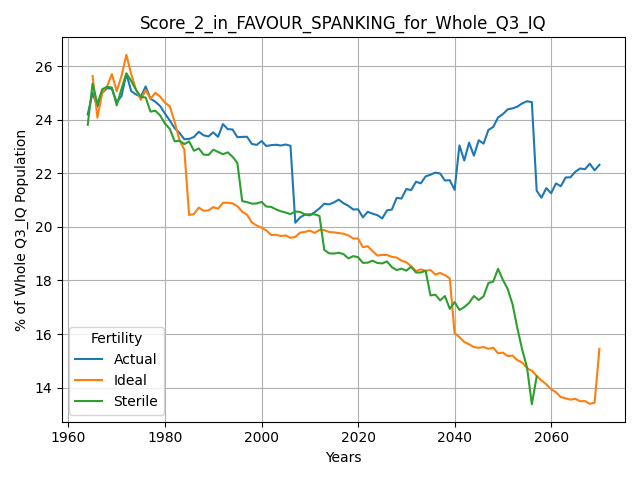 Score_2_in_FAVOUR_SPANKING_for_Whole_Q3_IQ
% of Whole Q3_IQ Population
26
24
22
20
18
16
14
Fertility
Actual
Ideal
Sterile
1960 1980 2000 2020 2040 2060
Years